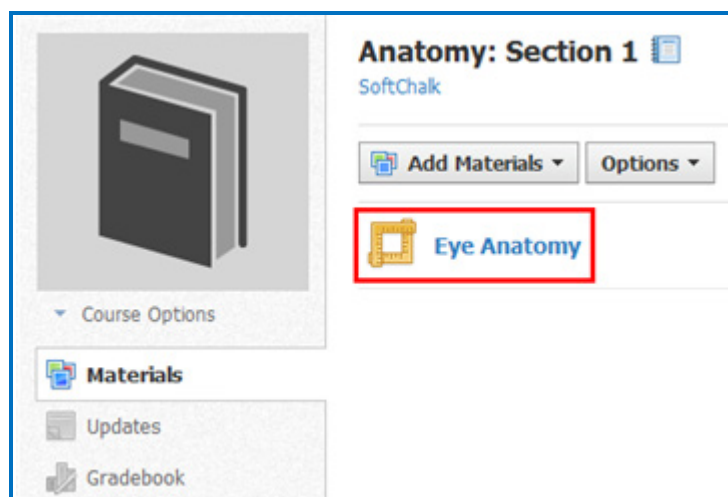 Anatomy: Section 1
SoftChalk
Add Materials Options
Eye Anatomy
Course Options
Materials
Updates
Gradebook